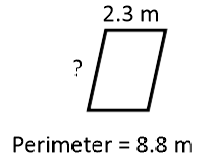 2.3 m
?
Perimeter = 8.8 m